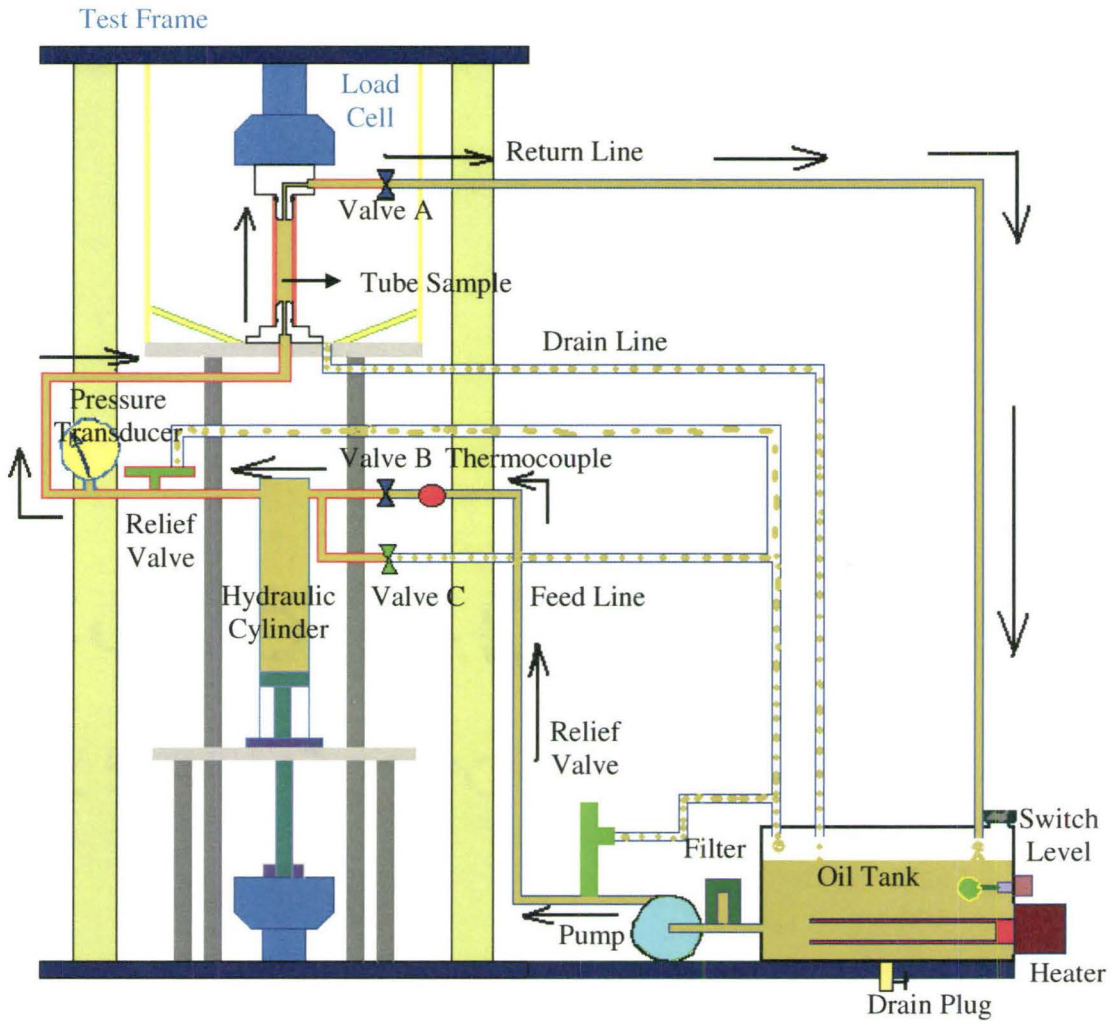 Test Frame
Load
Cell
Return Line
Valve A
Tube Sample
Drain Line
Pressure
Transducer
Valve B Thermocouple
Relief
Valve
Hydraulic
Cylinder
Valve C
Feed Line
Relief
Valve
Switch
Level
Filter
Oil Tank
Pump
Heater
Drain Plug